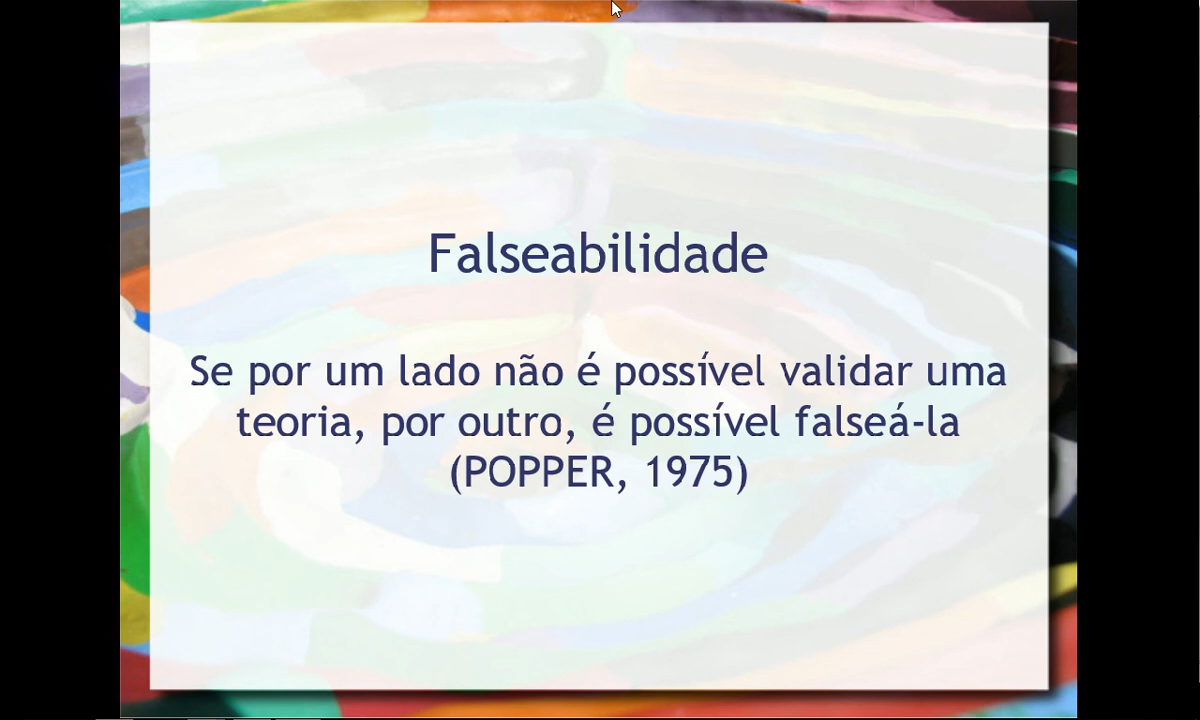 Falseabilidade
Se por um lado não é possível validar uma
teoria, por outro, é possível falseá-la
(POPPER, 1975)